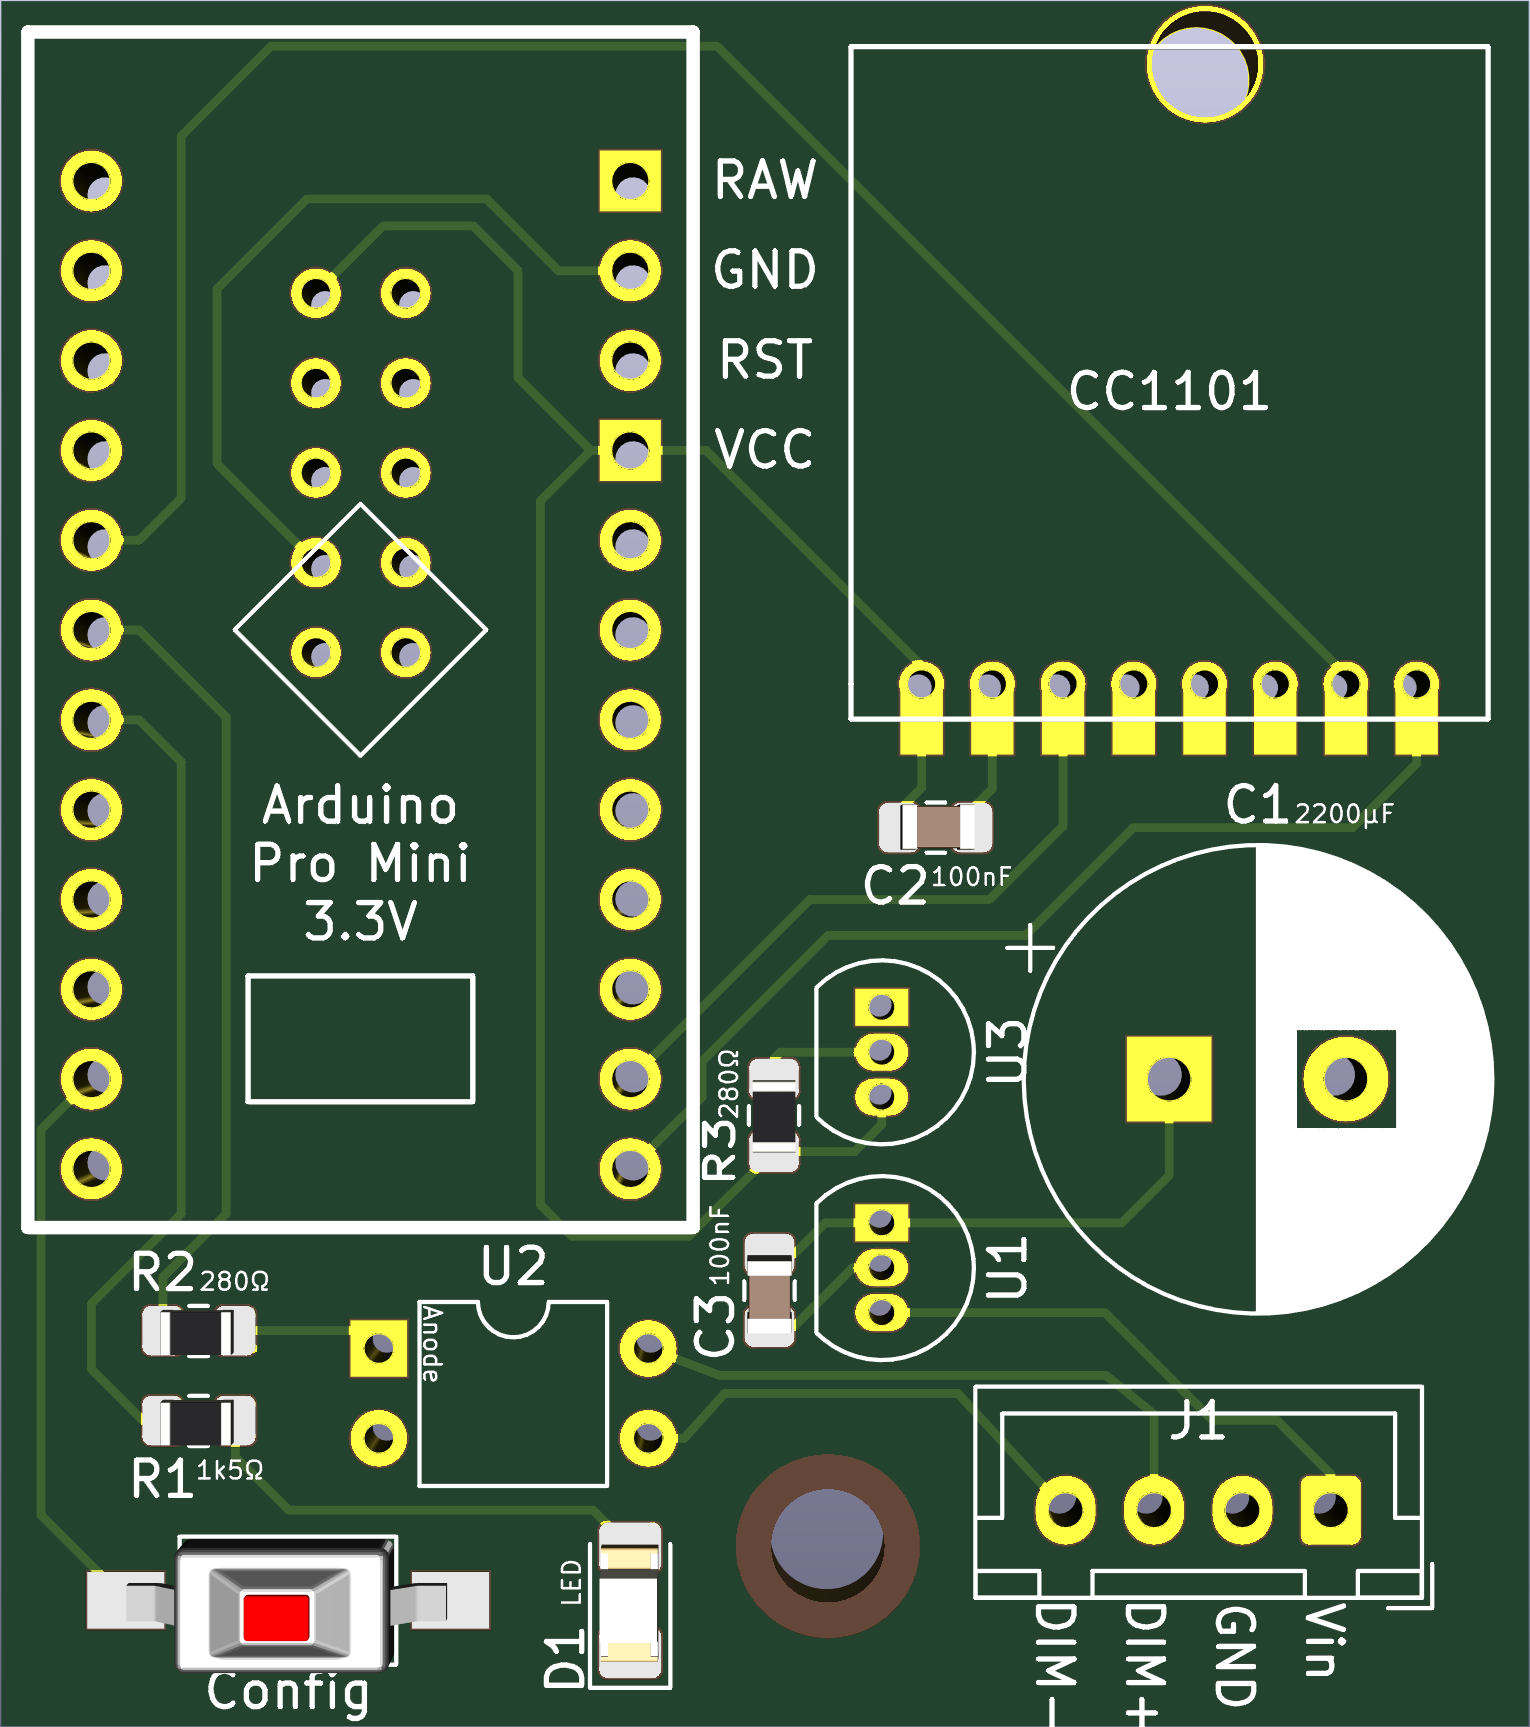 RAW
GND
RST
VCC
CC1101
Arduino
Pro Mini
3.3V
C1 2200µF
C2 100nF
U3
R3 280Ω
U1
C3 100nF
R2 280Ω
U2
Anode
R1 1k5Ω
J1
LED
D1
Config
DIM-
DIM+
GND
Vin